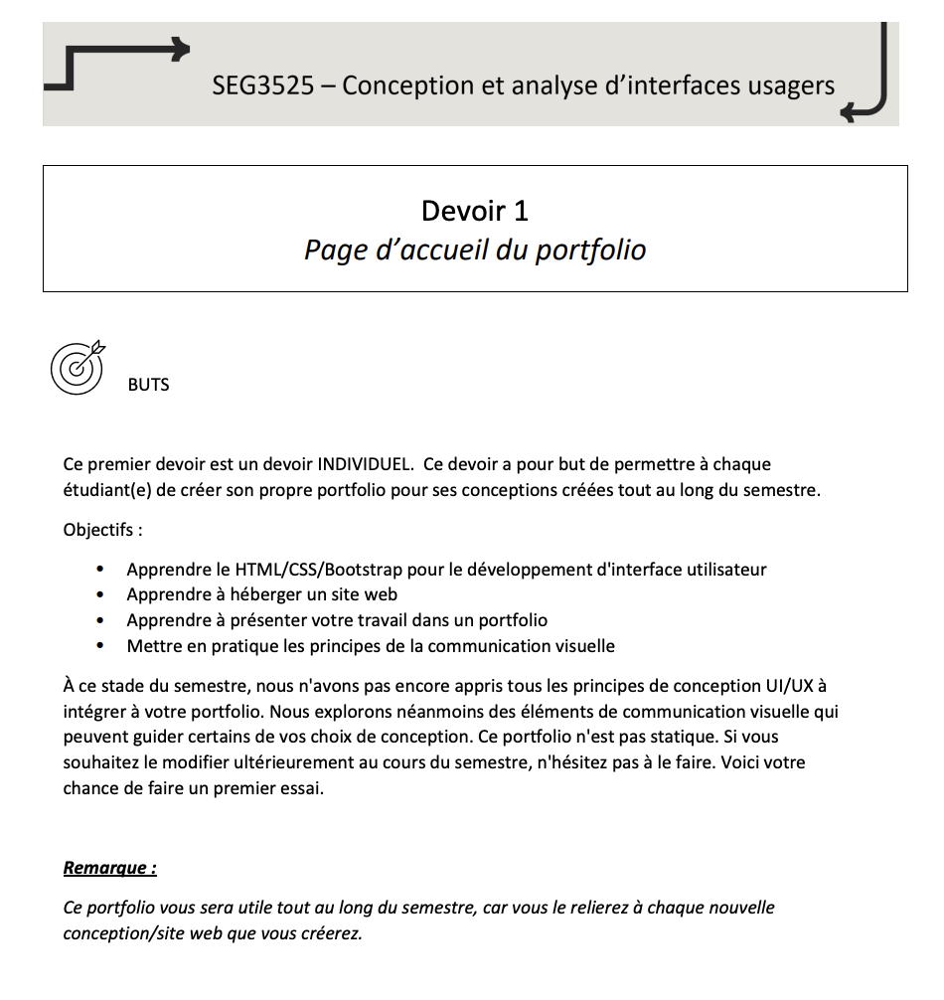 SEG3525 – Conception et analyse d’interfaces usagers
Devoir 1
Page d’accueil du portfolio
BUTS
Ce premier devoir est un devoir INDIVIDUEL.  Ce devoir a pour but de permettre à chaque
étudiant(e) de créer son propre portfolio pour ses conceptions créées tout au long du semestre.
Objectifs :
• Apprendre le HTML/CSS/Bootstrap pour le développement d'interface utilisateur
• Apprendre à héberger un site web
• Apprendre à présenter votre travail dans un portfolio
• Mettre en pratique les principes de la communication visuelle
À ce stade du semestre, nous n'avons pas encore appris tous les principes de conception UI/UX à
intégrer à votre portfolio. Nous explorons néanmoins des éléments de communication visuelle qui
peuvent guider certains de vos choix de conception. Ce portfolio n'est pas statique. Si vous
souhaitez le modifier ultérieurement au cours du semestre, n'hésitez pas à le faire. Voici votre
chance de faire un premier essai.
Remarque :
Ce portfolio vous sera utile tout au long du semestre, car vous le relierez à chaque nouvelle
conception/site web que vous créerez.